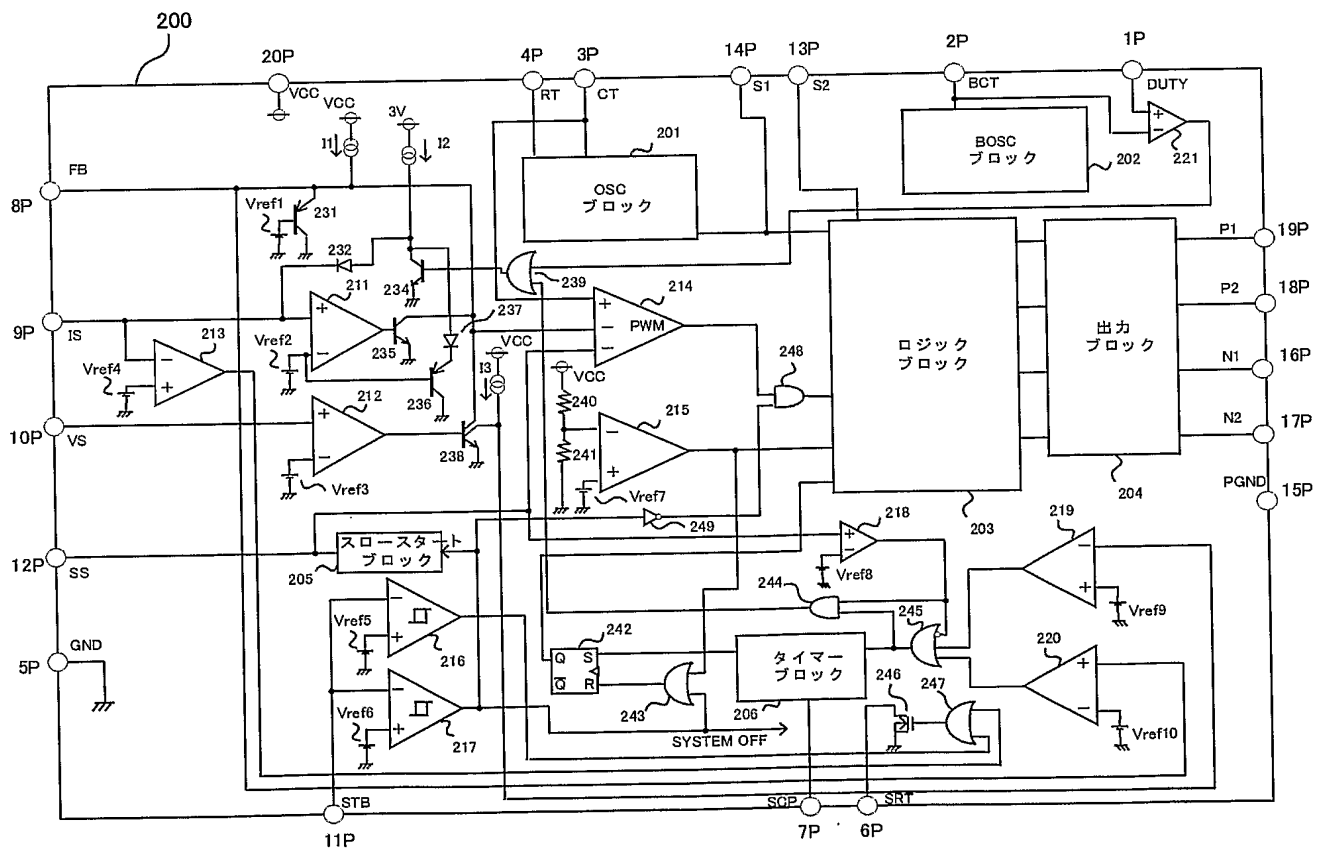 200
20P
4P
3P
14P
13P
2P
1P
VCC
RT
CT
S1
S2
BCT
DUTY
VCC
3V
I1
I2
201
BOSC
ブロック
202
221
FB
8P
Vref1
231
OSC
ブロック
232
P1
19P
234
239
211
237
214
P2
18P
9P
IS
Vref2
235
PWM
ロジック
ブロック
出力
ブロック
213
VCC
248
N1
16P
Vref4
236
I3
VCC
212
240
215
10P
VS
238
241
N2
17P
Vref3
Vref7
204
PGND
15P
249
203
218
219
スロースタート
ブロック
12P
SS
205
Vref8
244
245
Vref9
Vref5
216
242
Q
S
Q
R
タイマー
ブロック
220
GND
5P
246
247
Vref6
217
243
206
SYSTEM OFF
Vref10
STB
11P
SCP
7P
SRT
6P